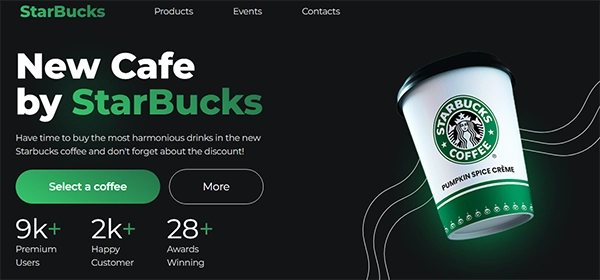 StarBucks
Products
Events
Contacts
New Cafe
by StarBucks
Have time to buy the most harmonious drinks in the new
Starbucks coffee and don't forget about the discount!
Select a coffee
More
9k+
2k+
28+
Premium
Users
Happy
Customer
Awards
Winning
STARBUCKS
COFFEE
®
PUMPKIN SPICE CRÈME